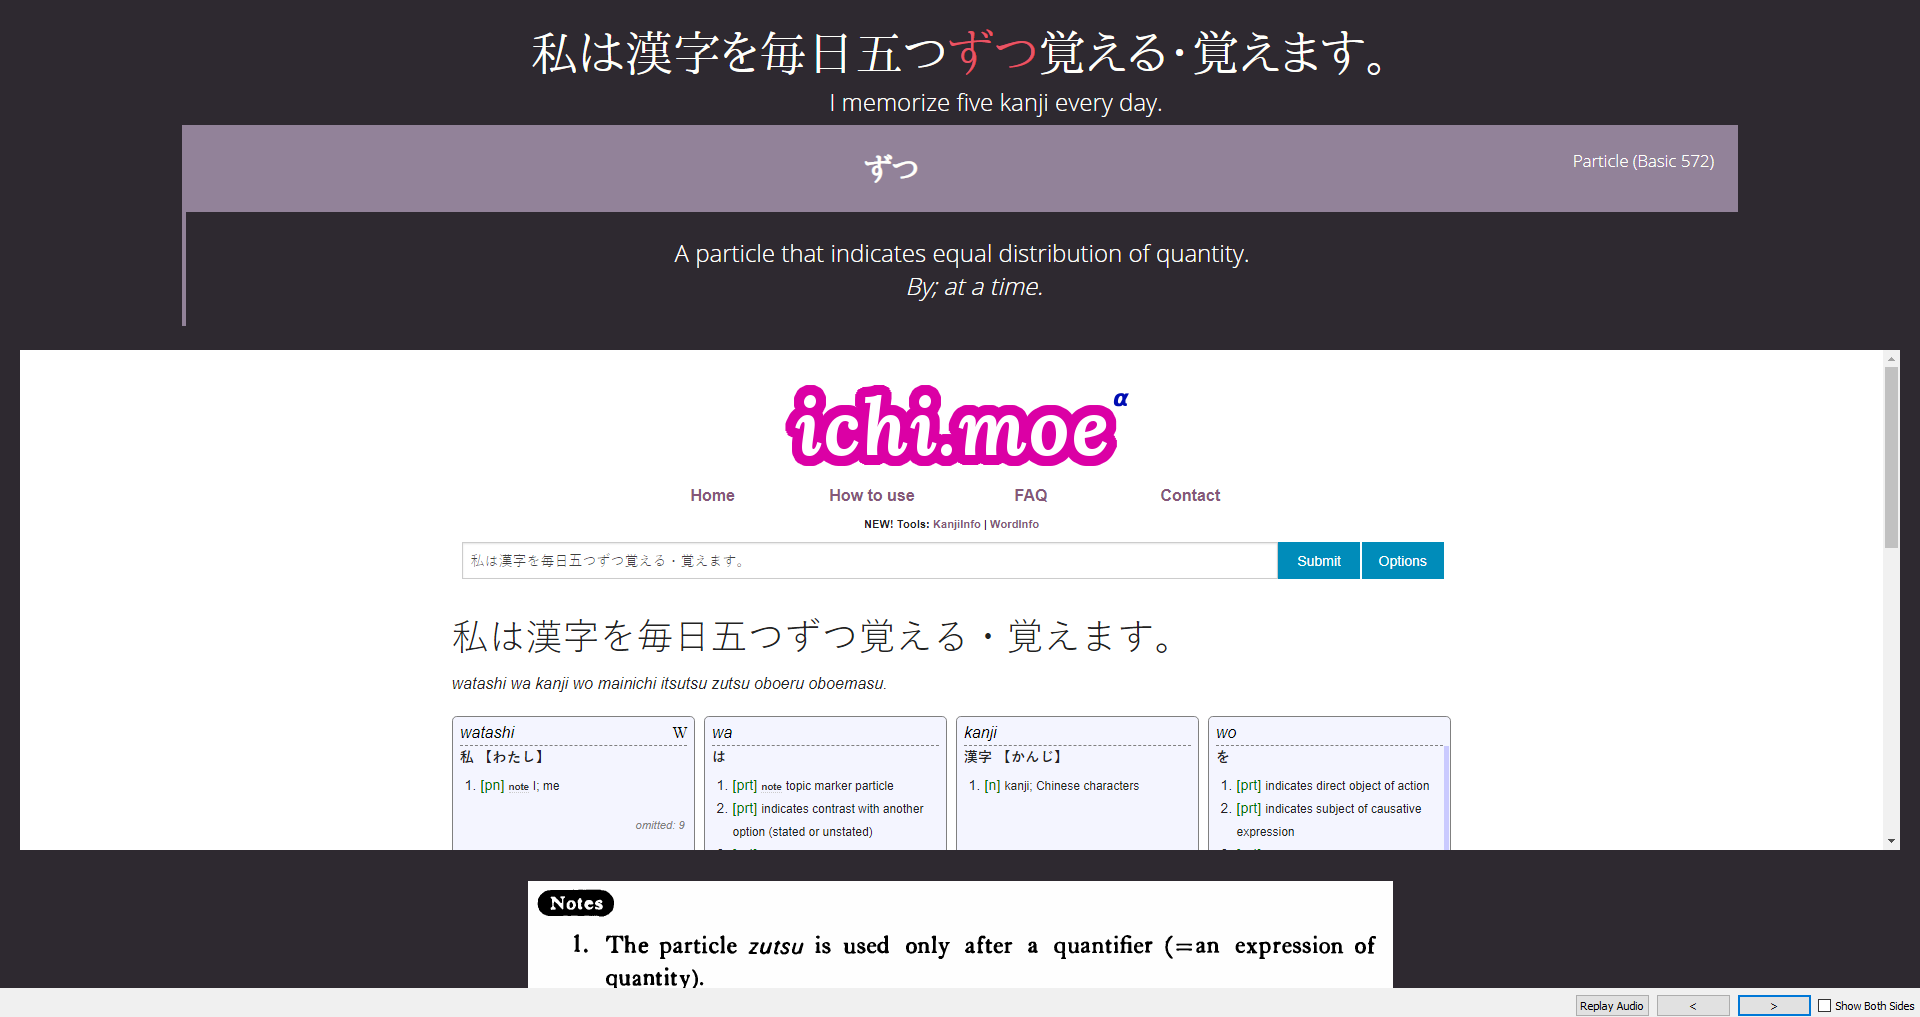 私は漢字を毎日五つずつ覚える・覚えます。
I memorize five kanji every day.
ずつ
Particle (Basic 572)
A particle that indicates equal distribution of quantity.
By; at a time.
ichi.moe α
Home How to use FAQ Contact
NEW! Tools: KanjiInfo | WordInfo
私は漢字を毎日五つずつ覚える・覚えます。 Submit Options
私は漢字を毎日五つずつ覚える・覚えます。
watashi wa kanji wo mainichi itsutsu zutsu oboeru oboemasu.
watashi W
私 【わたし】
1. [pn] note I; me
omitted: 9
wa
は
1. [prt] note topic marker particle
2. [prt] indicates contrast with another
option (stated or unstated)
kanji
漢字 【かんじ】
1. [n] kanji; Chinese characters
wo
を
1. [prt] indicates direct object of action
2. [prt] indicates subject of causative
expression
Notes
1. The particle zutsu is used only after a quantifier (=an expression of
quantity).
Replay Audio < > Show Both Sides